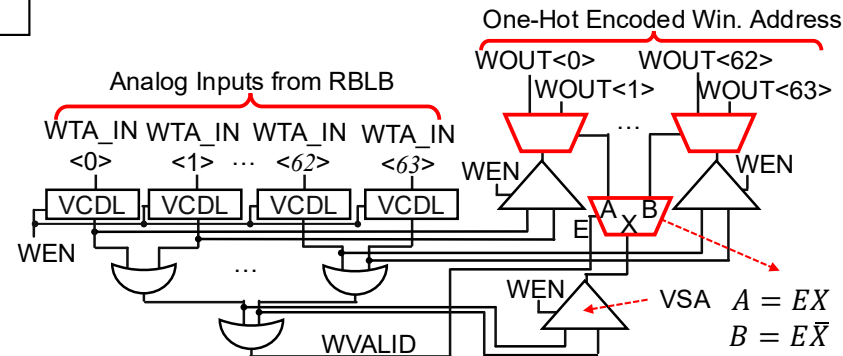 One-Hot Encoded Win. Address
WOUT<0> WOUT<62>
WOUT<1> WOUT<63>
Analog Inputs from RBLB
WTA_IN WTA_IN WTA_IN WTA_IN
<0> <1> ... <62> <63>
...
WEN WEN
VCDL VCDL VCDL VCDL
A B
X
E
WEN
...
WEN
VSA
A = EX
B = EX̄
WVALID